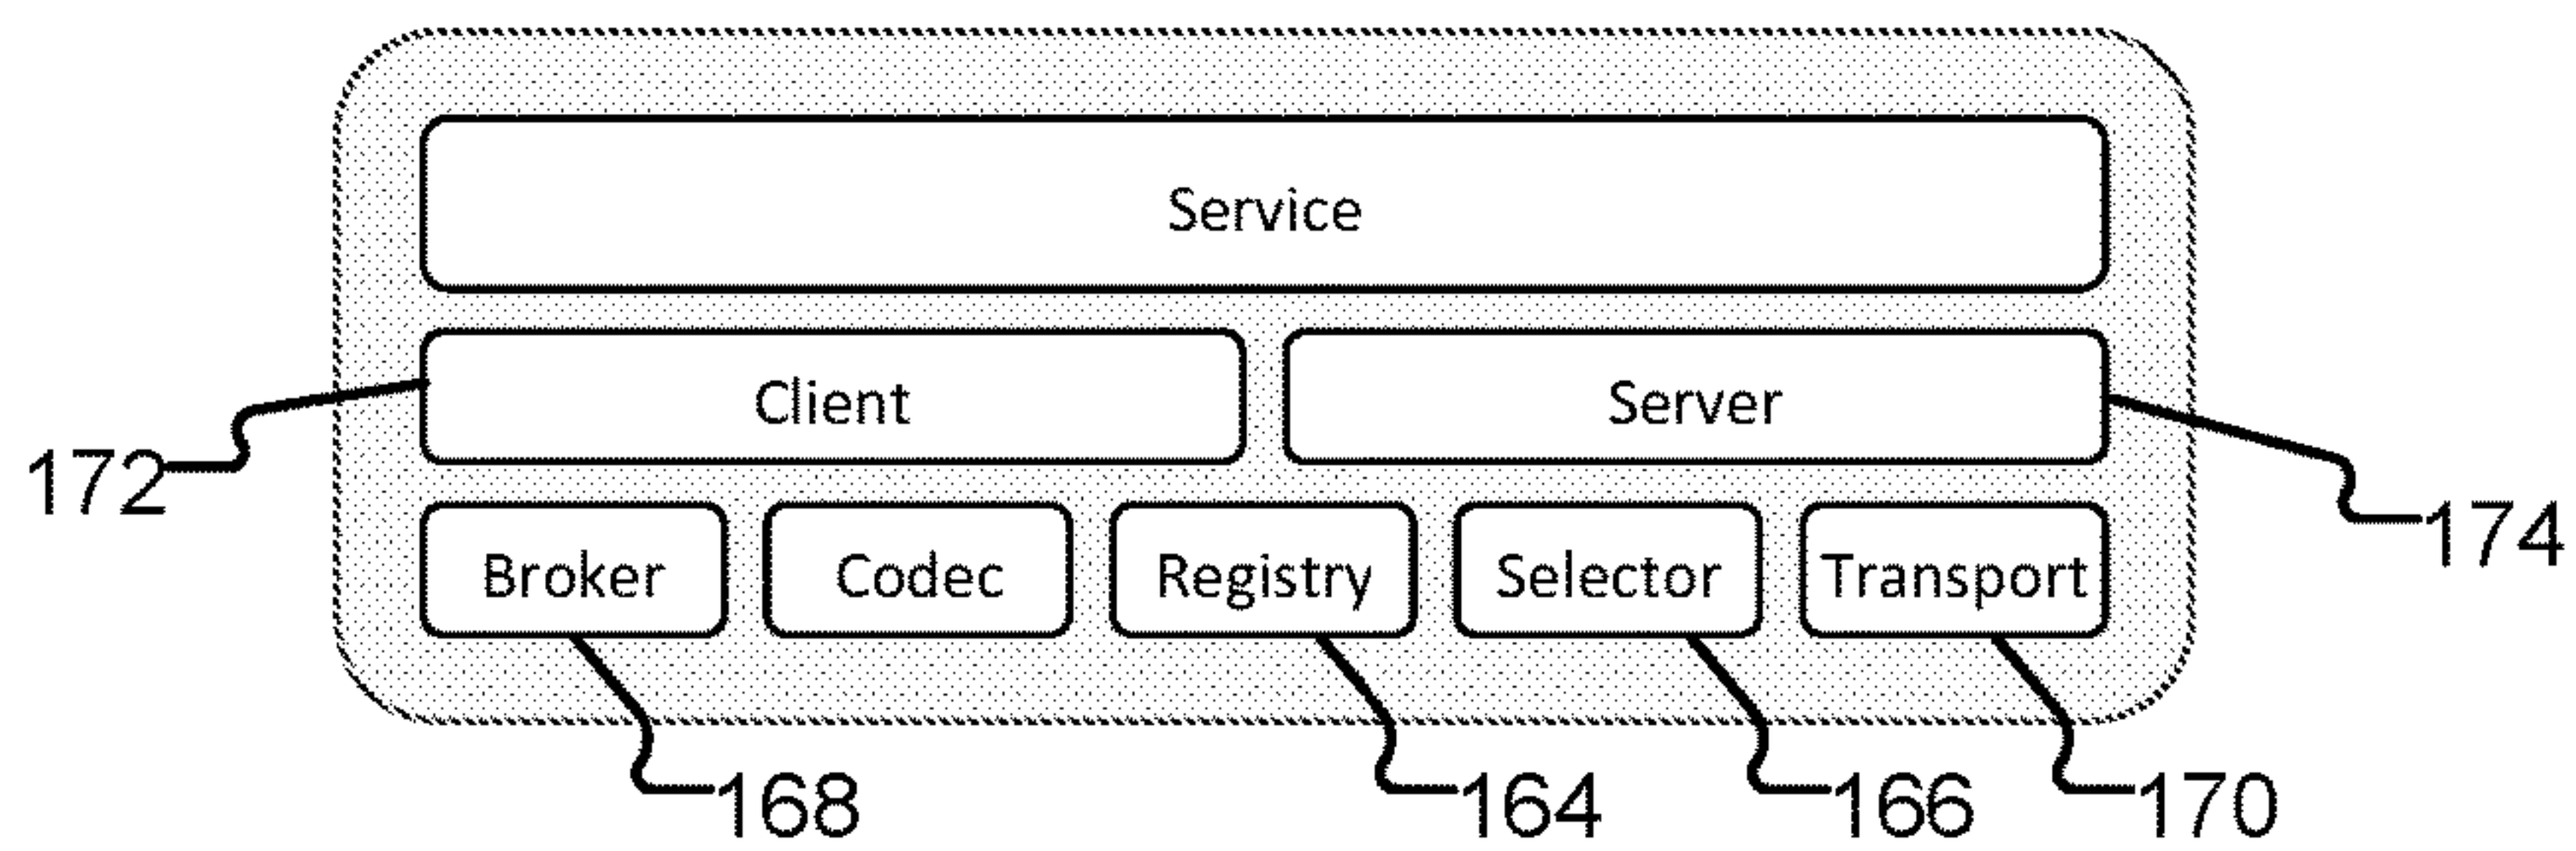 Service
Client Server
172
174
Broker Codec Registry Selector Transport
168 164 166 170